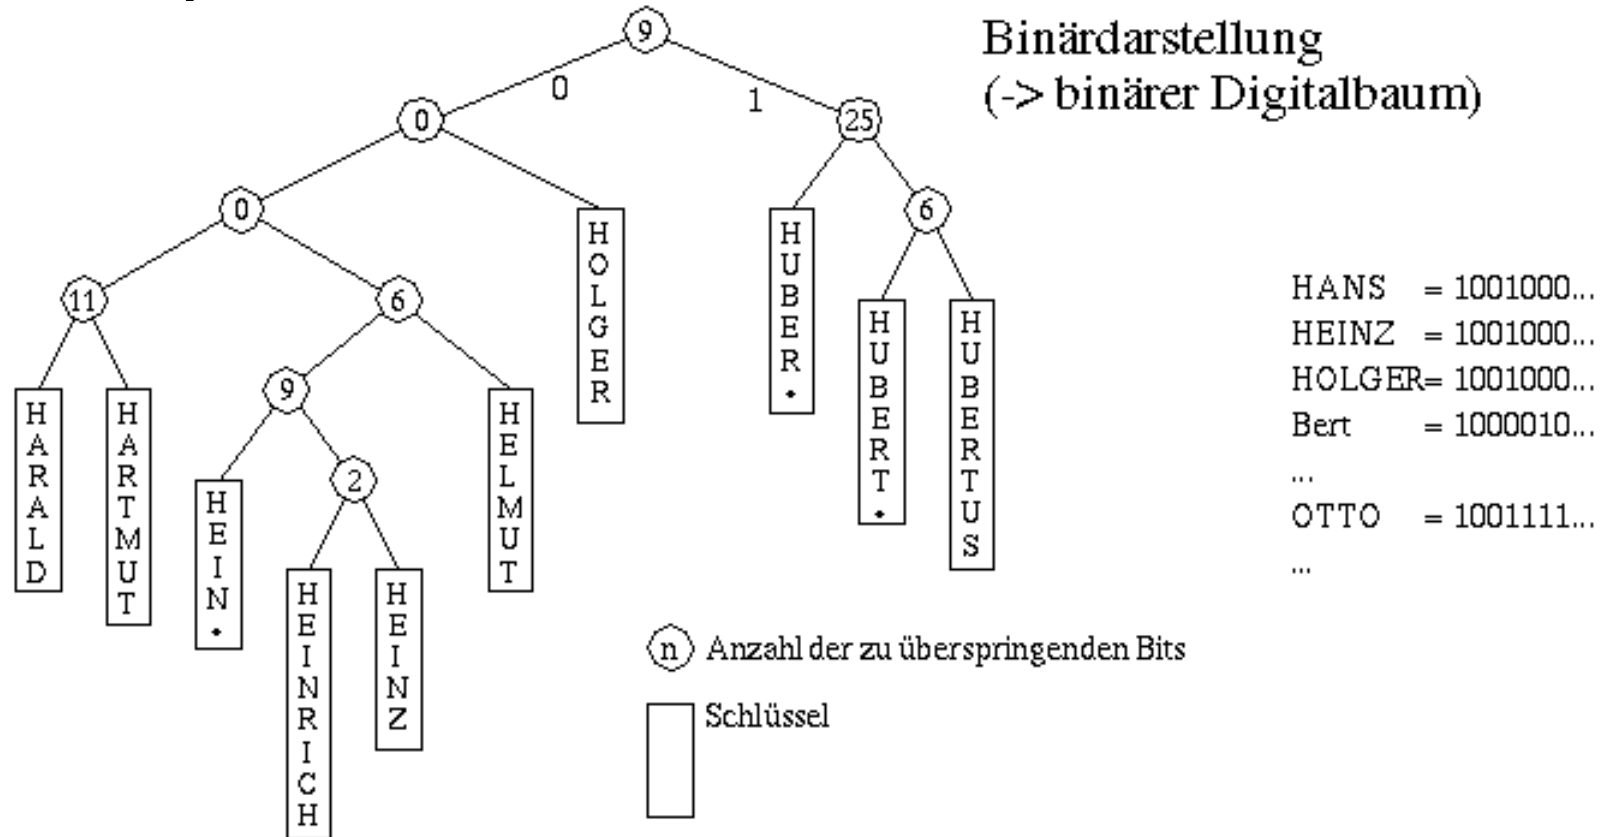 9
Binärdarstellung
(-> binärer Digitalbaum)
0
1
0
25
0
6
HOLGER
HUBER•
11
6
HUBERT•
HUBERTUS
9
HARALD
HARTMUT
HELMUT
2
HEIN•
HEINRICH
HEINZ
HANS = 1001000...
HEINZ = 1001000...
HOLGER= 1001000...
Bert = 1000010...
...
OTTO = 1001111...
...
n Anzahl der zu überspringenden Bits
Schlüssel